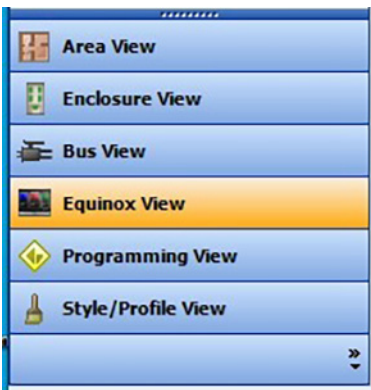 Area View
Enclosure View
Bus View
Equinox View
Programming View
Style/Profile View